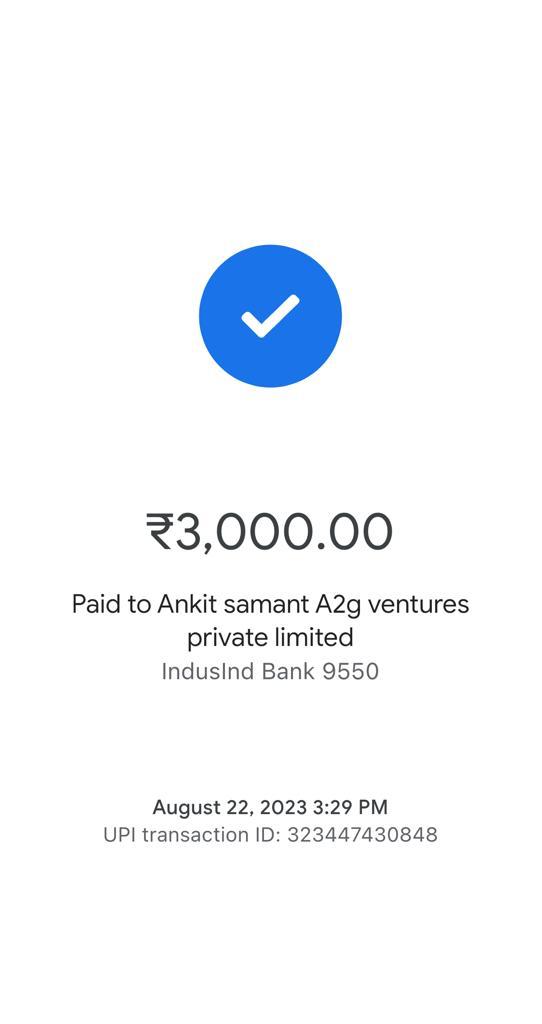 ₹3,000.00
Paid to Ankit samant A2g ventures
private limited
IndusInd Bank 9550
August 22, 2023 3:29 PM
UPI transaction ID: 323447430848